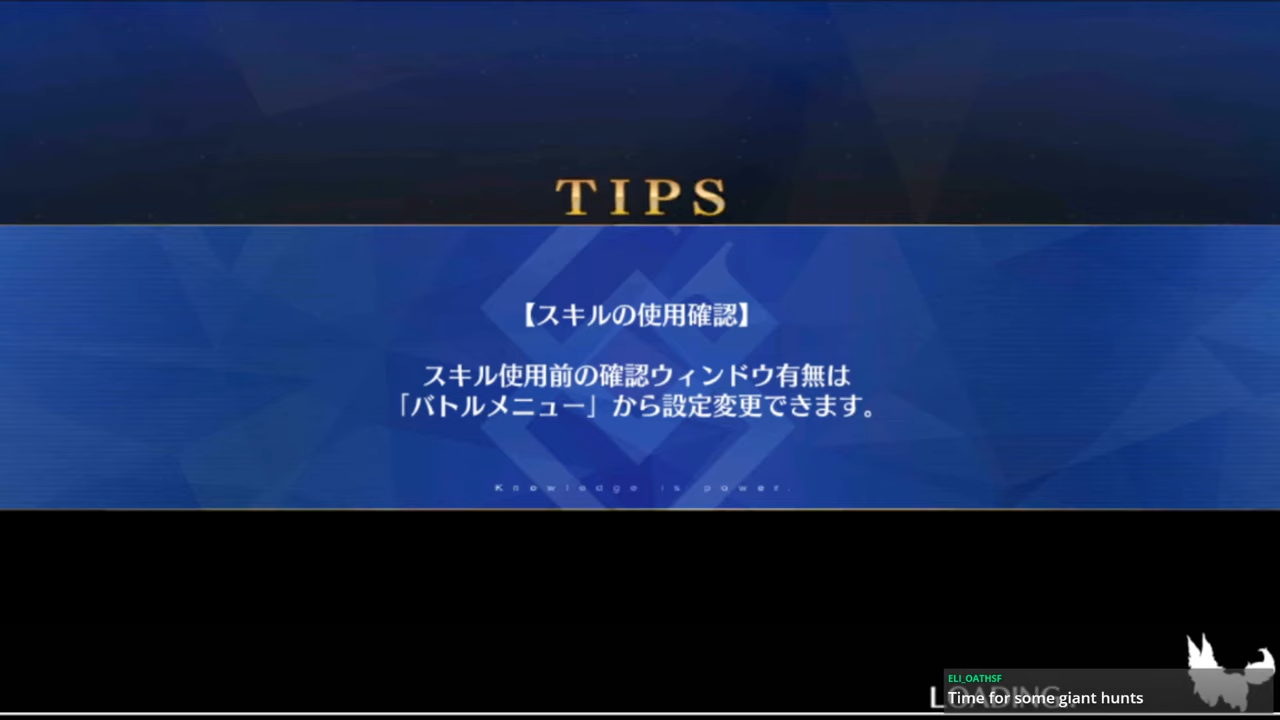 TIPS
【スキルの使用確認】
スキル使用前の確認ウィンドウ有無は
「バトルメニュー」から設定変更できます。
Knowledge is power.
LOADING
ELI_OATHSF
Time for some giant hunts